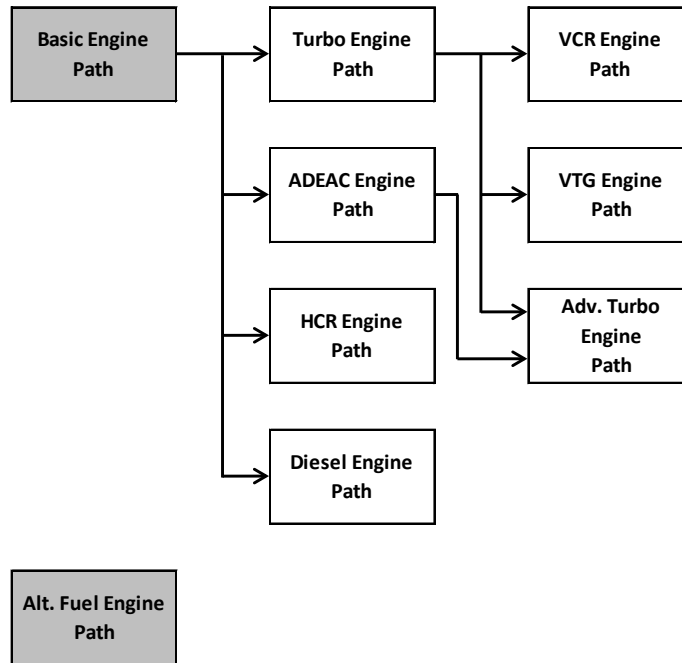 Basic Engine
Path
Turbo Engine
Path
VCR Engine
Path
ADEAC Engine
Path
VTG Engine
Path
HCR Engine
Path
Adv. Turbo
Engine
Path
Diesel Engine
Path
Alt. Fuel Engine
Path